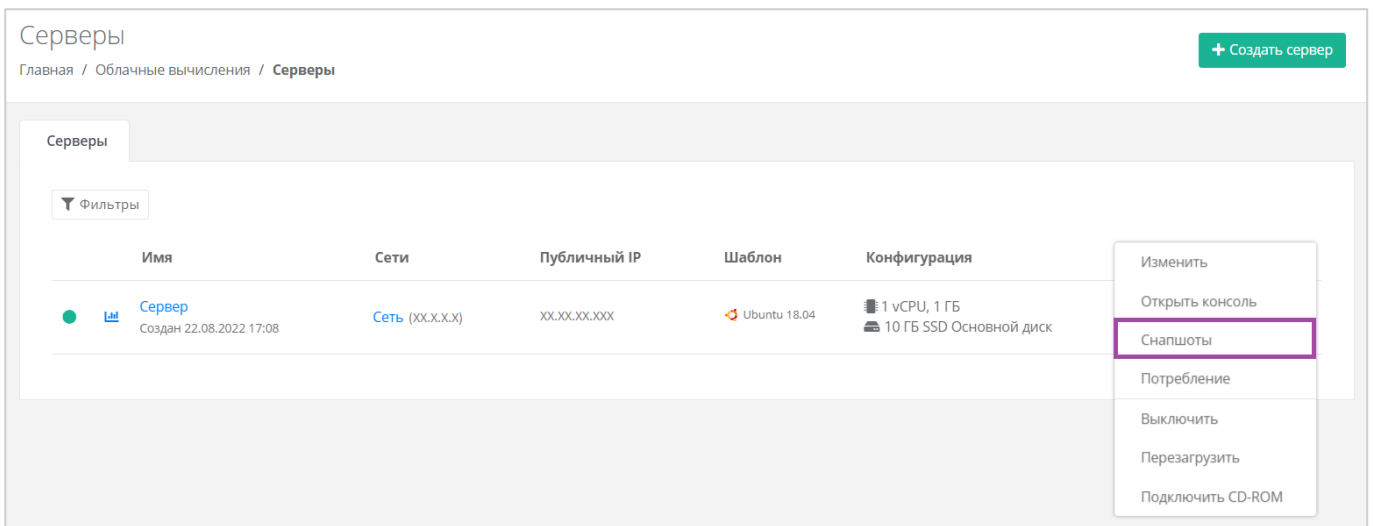 Серверы
Главная / Облачные вычисления / Серверы
+ Создать сервер
Серверы
Фильтры
Имя Сети Публичный IP Шаблон Конфигурация
Сервер
Создан 22.08.2022 17:08
Сеть (XX.X.X.X)
XX.XX.XX.XXX
Ubuntu 18.04
1 vCPU, 1 ГБ
10 ГБ SSD Основной диск
Изменить
Открыть консоль
Снапшоты
Потребление
Выключить
Перезагрузить
Подключить CD-ROM